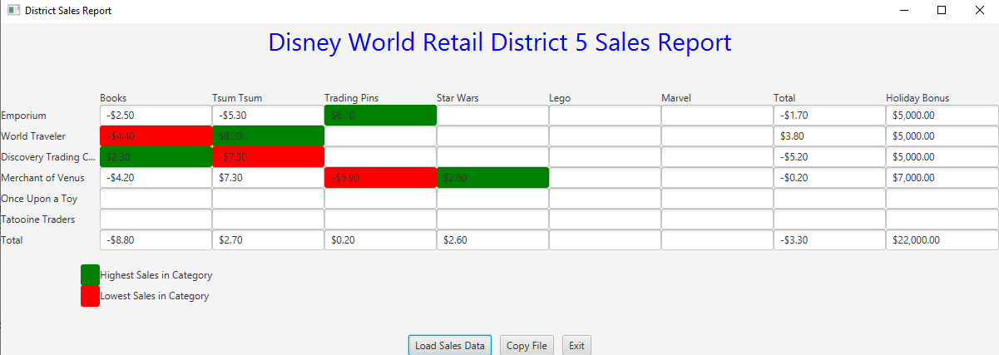 District Sales Report
Disney World Retail District 5 Sales Report
Books Tsum Tsum Trading Pins Star Wars Lego Marvel Total Holiday Bonus
Emporium -$2.50 -$5.30 $6.10 -$1.70 $5,000.00
World Traveler -$4.40 $8.20 $3.80 $5,000.00
Discovery Trading C... $2.30 -$7.50 -$5.20 $5,000.00
Merchant of Venus -$4.20 $7.30 -$5.90 $2.60 -$0.20 $7,000.00
Once Upon a Toy
Tatooine Traders
Total -$8.80 $2.70 $0.20 $2.60 -$3.30 $22,000.00
Highest Sales in Category
Lowest Sales in Category
Load Sales Data Copy File Exit